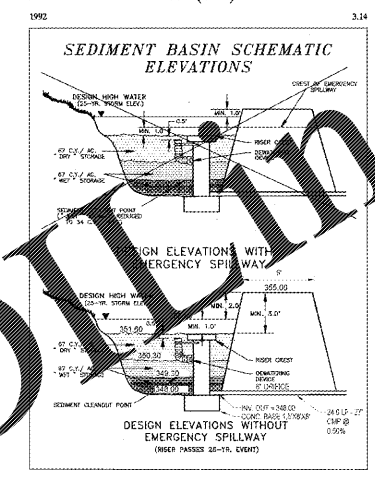 1992 3.14
SEDIMENT BASIN SCHEMATIC
ELEVATIONS
DESIGN HIGH WATER
(25-YR. STORM ELEV.)
CREST OF EMERGENCY
SPILLWAY
MIN. 1.0'
0.5'
MIN. 1.0'
RISER CREST
67 C.Y./ AC.
"DRY" STORAGE
67 C.Y./ AC.
"WET" STORAGE
DESIGN ELEVATIONS WITH
EMERGENCY SPILLWAY
355.00
DESIGN HIGH WATER
(25-YR. STORM ELEV.)
MIN. 2.0'
MIN. 3.0'
351.60
MIN. 1.0'
67 C.Y./ AC.
"DRY" STORAGE
350.30
RISER CREST
"WET" STORAGE
349.30
DEWATERING
DEVICE
348.00
SEDIMENT CLEANOUT POINT
INV. OUT = 348.00
CONC. BASE
CMP @
0.50%
DESIGN ELEVATIONS WITHOUT
EMERGENCY SPILLWAY
(RISER PASSES 25-YR. EVENT)